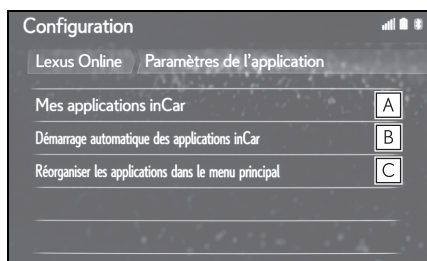 Configuration
Lexus Online Paramètres de l'application
Mes applications inCar A
Démarrage automatique des applications inCar B
Réorganiser les applications dans le menu principal C